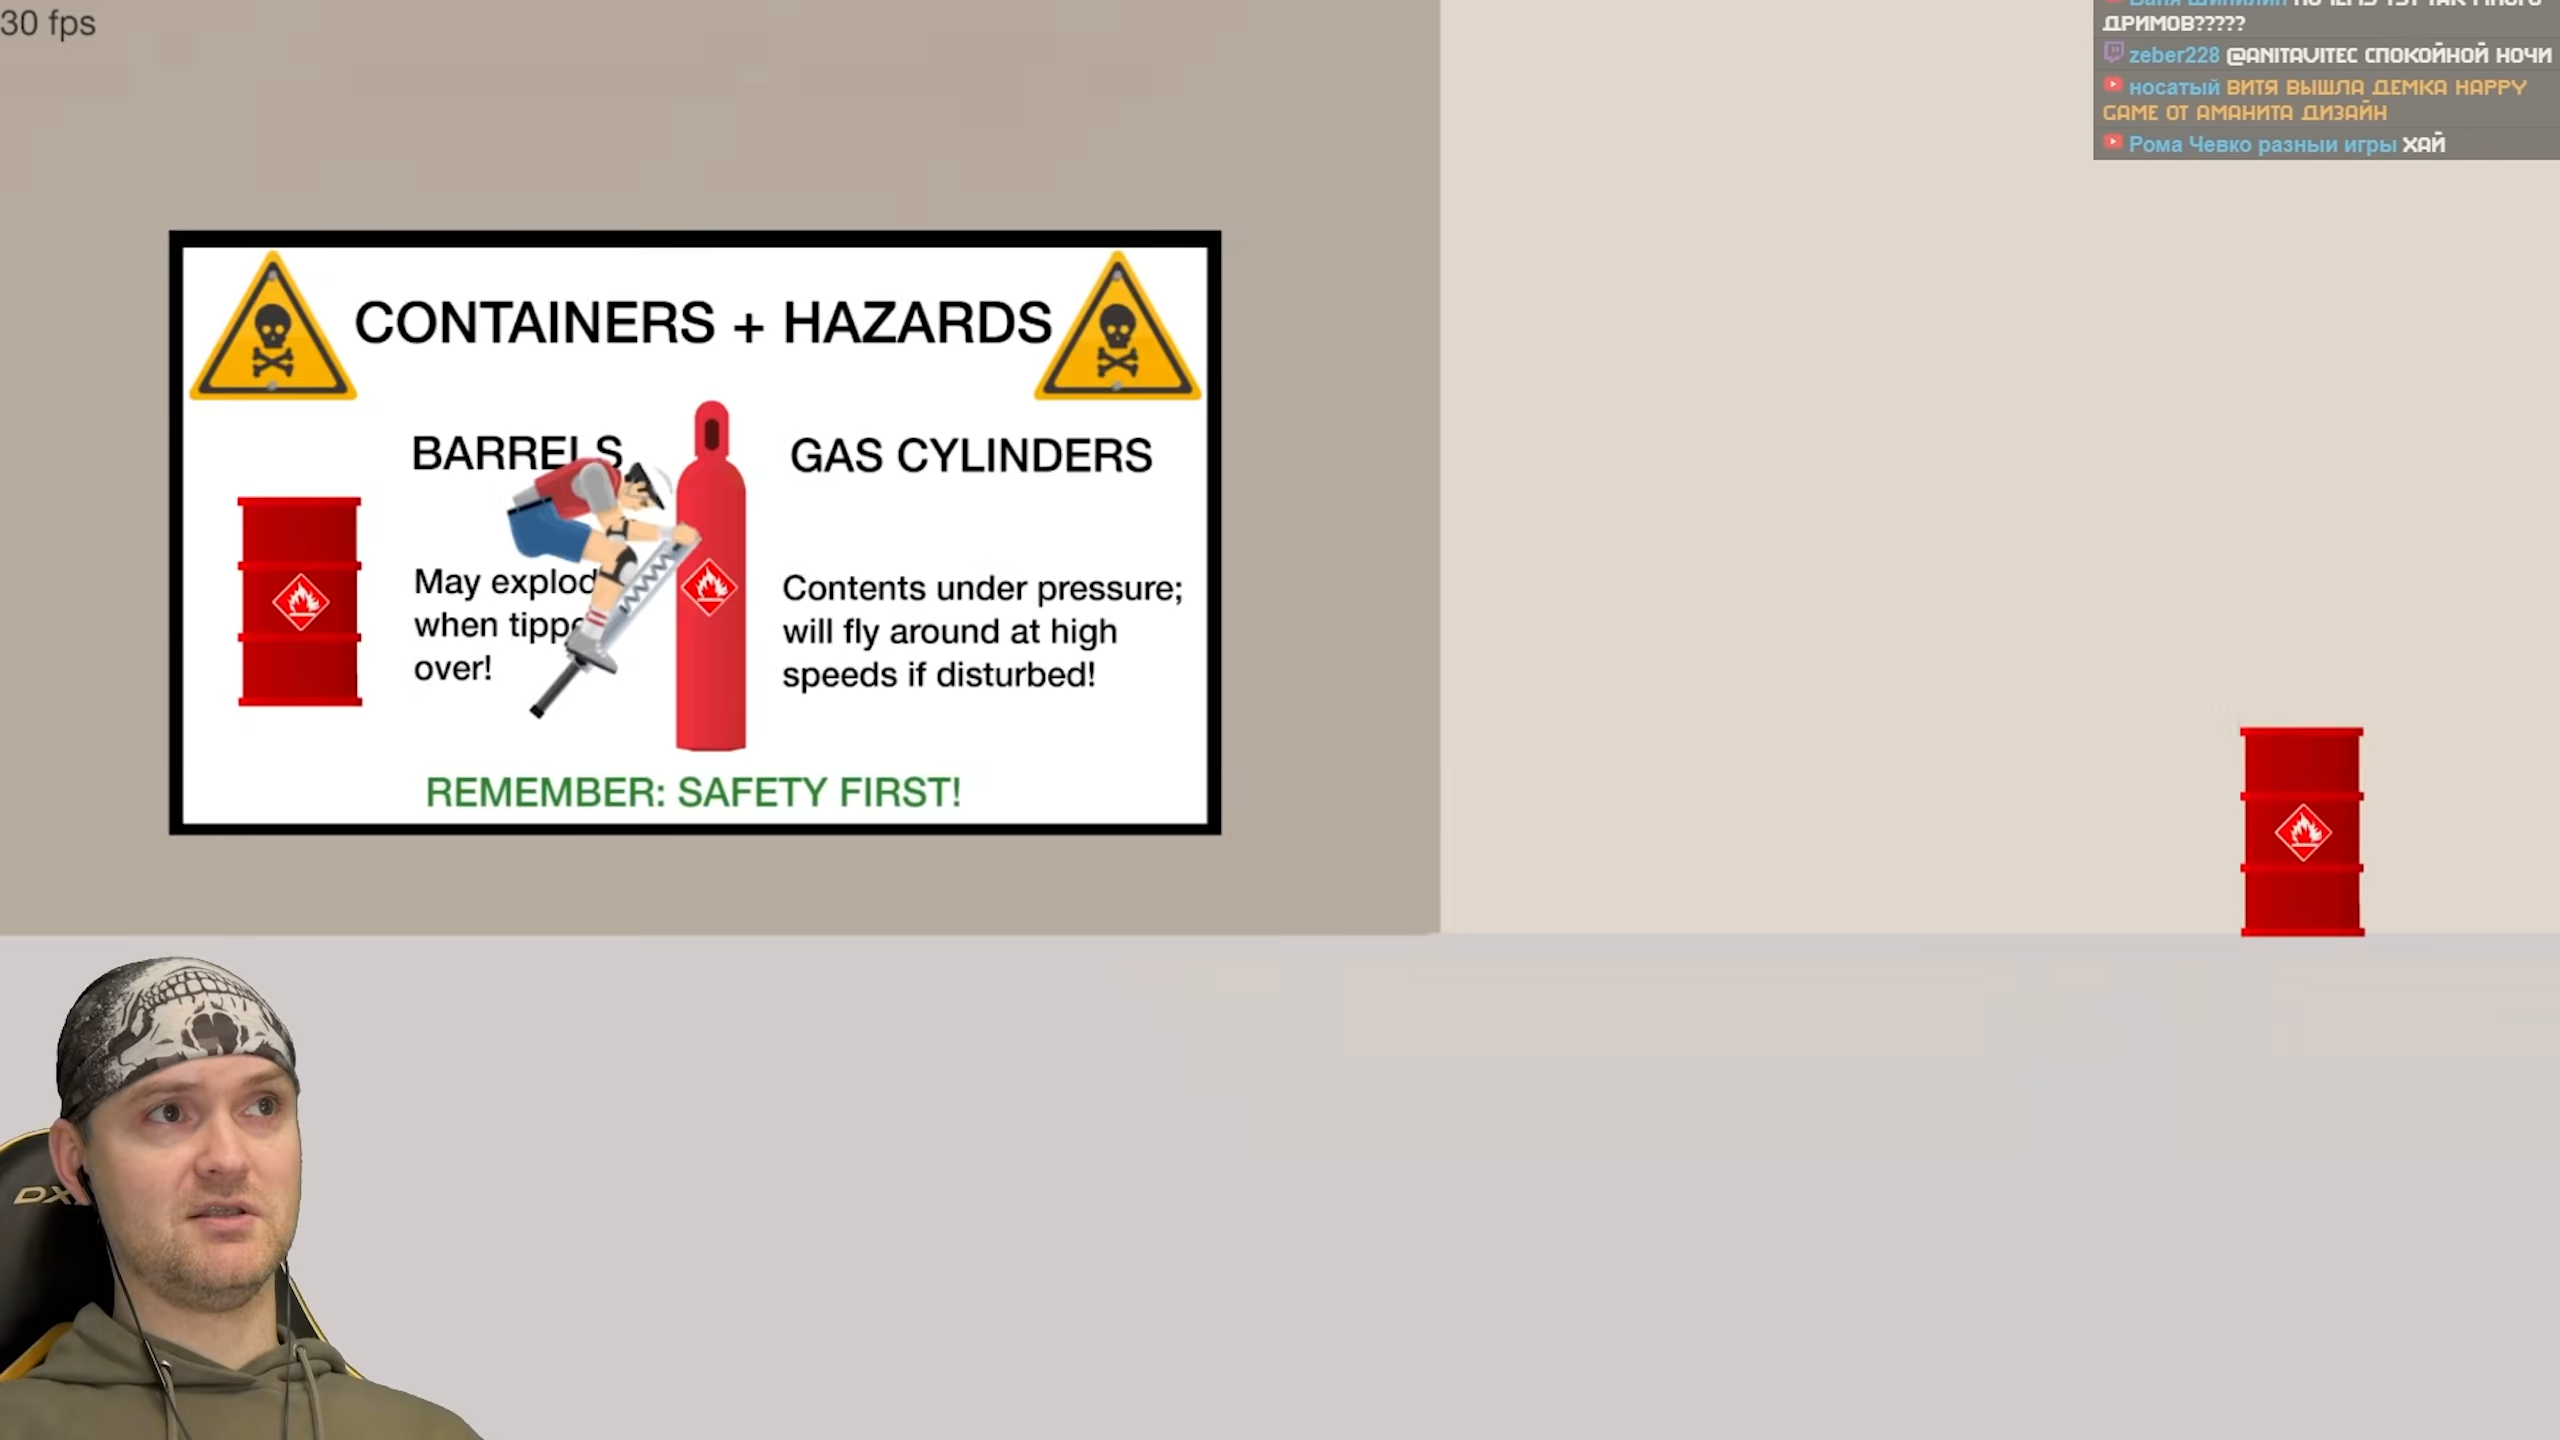 30 fps
ДРИМОВ?????
zeber228 @ANITAVITEC СПОКОЙНОЙ НОЧИ
носатый ВИТЯ ВЫШЛА ДЕМКА HAPPY
GAME ОТ АМАНИТА ДИЗАЙН
Рома Чевко разныи игры ХАЙ
CONTAINERS + HAZARDS
BARRELS
May explod
when tippe
over!
GAS CYLINDERS
Contents under pressure;
will fly around at high
speeds if disturbed!
REMEMBER: SAFETY FIRST!
DX